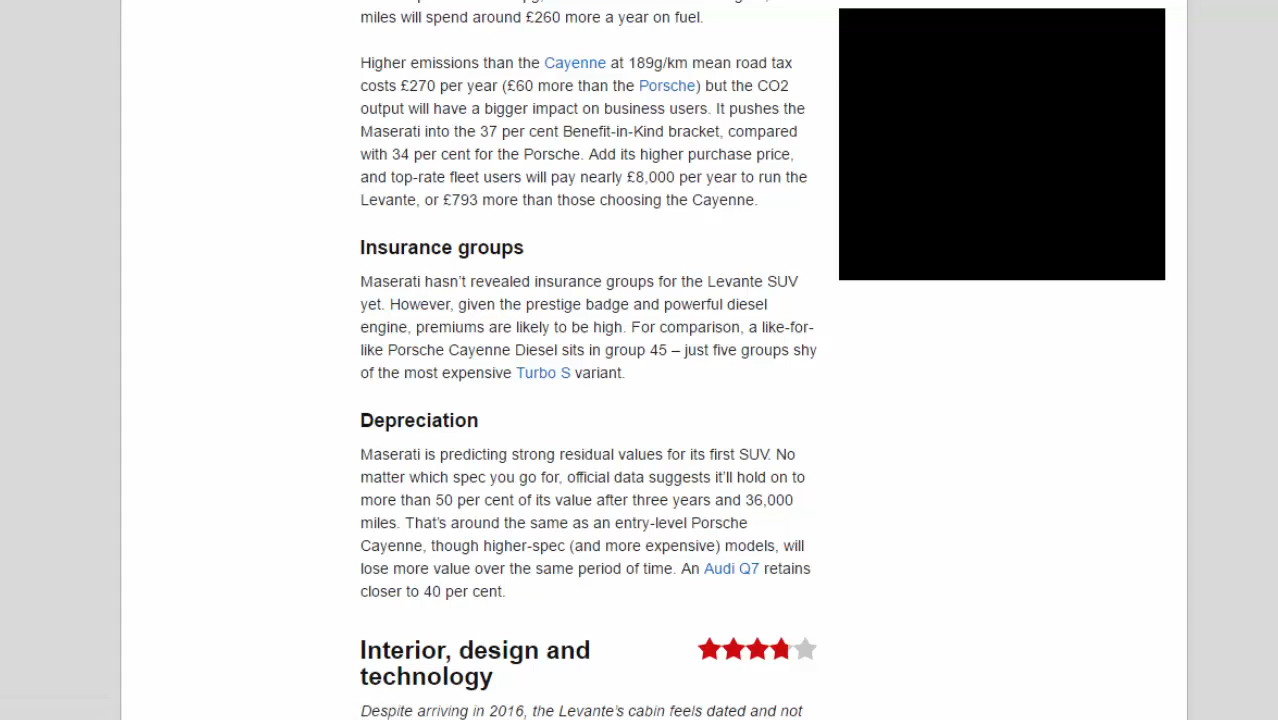 miles will spend around £260 more a year on fuel.
Higher emissions than the Cayenne at 189g/km mean road tax
costs £270 per year (£60 more than the Porsche) but the CO2
output will have a bigger impact on business users. It pushes the
Maserati into the 37 per cent Benefit-in-Kind bracket, compared
with 34 per cent for the Porsche. Add its higher purchase price,
and top-rate fleet users will pay nearly £8,000 per year to run the
Levante, or £793 more than those choosing the Cayenne.
Insurance groups
Maserati hasn’t revealed insurance groups for the Levante SUV
yet. However, given the prestige badge and powerful diesel
engine, premiums are likely to be high. For comparison, a like-for-
like Porsche Cayenne Diesel sits in group 45 – just five groups shy
of the most expensive Turbo S variant.
Depreciation
Maserati is predicting strong residual values for its first SUV. No
matter which spec you go for, official data suggests it’ll hold on to
more than 50 per cent of its value after three years and 36,000
miles. That’s around the same as an entry-level Porsche
Cayenne, though higher-spec (and more expensive) models, will
lose more value over the same period of time. An Audi Q7 retains
closer to 40 per cent.
Interior, design and
technology
Despite arriving in 2016, the Levante’s cabin feels dated and not